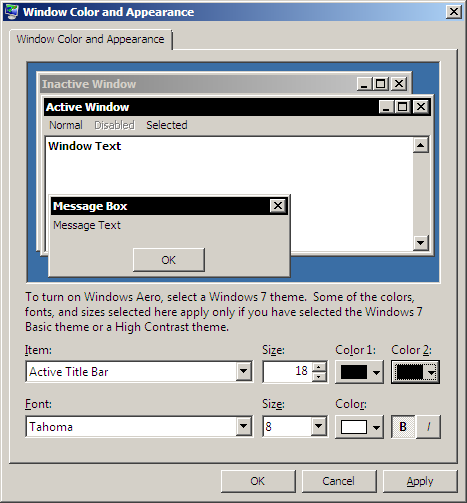 Window Color and Appearance
Window Color and Appearance
Inactive Window
Active Window
Normal Disabled Selected
Window Text
Message Box
Message Text
OK
To turn on Windows Aero, select a Windows 7 theme. Some of the colors,
fonts, and sizes selected here apply only if you have selected the Windows 7
Basic theme or a High Contrast theme.
Item: Size: Color 1: Color 2:
Active Title Bar 18
Font: Size: Color:
Tahoma 8 B I
OK Cancel Apply